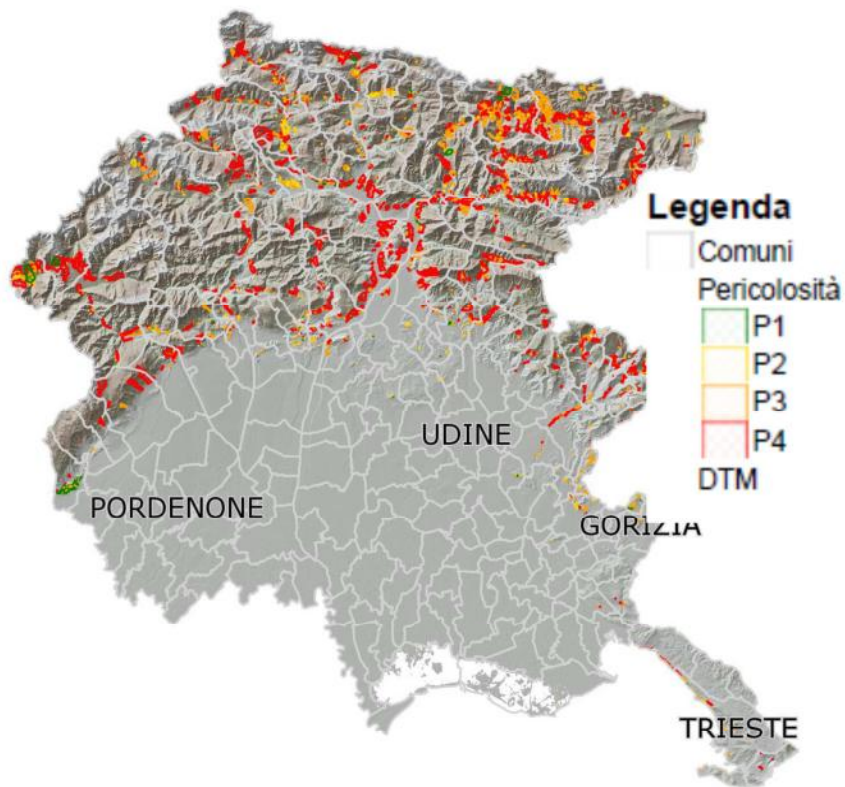 Legenda
Comuni
Pericolosità
P1
P2
P3
P4
DTM
UDINE
PORDENONE
GORIZIA
TRIESTE